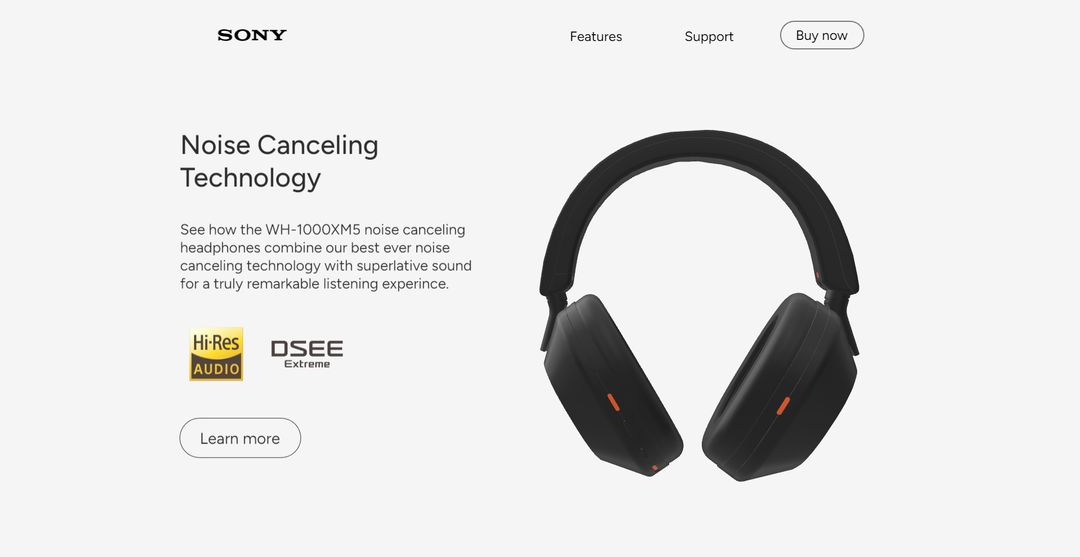 SONY
Features
Support
Buy now
Noise Canceling
Technology
See how the WH-1000XM5 noise canceling
headphones combine our best ever noise
canceling technology with superlative sound
for a truly remarkable listening experince.
Hi-Res
AUDIO
DSEE
Extreme
Learn more